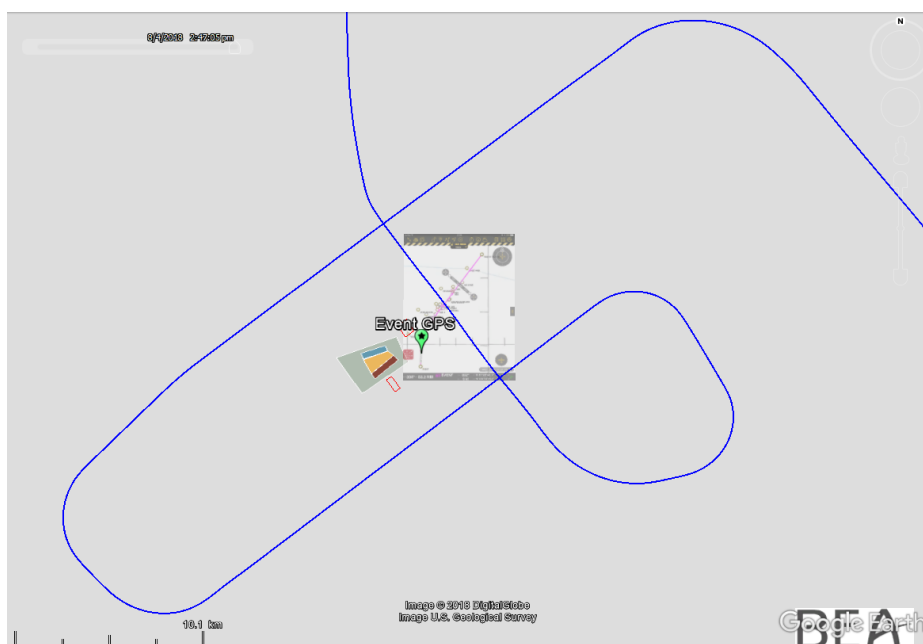 N
8/4/2018 2:47:05 pm
Event GPS
Image © 2018 DigitalGlobe
Image U.S. Geological Survey
10.1 km
BEA
Google Earth